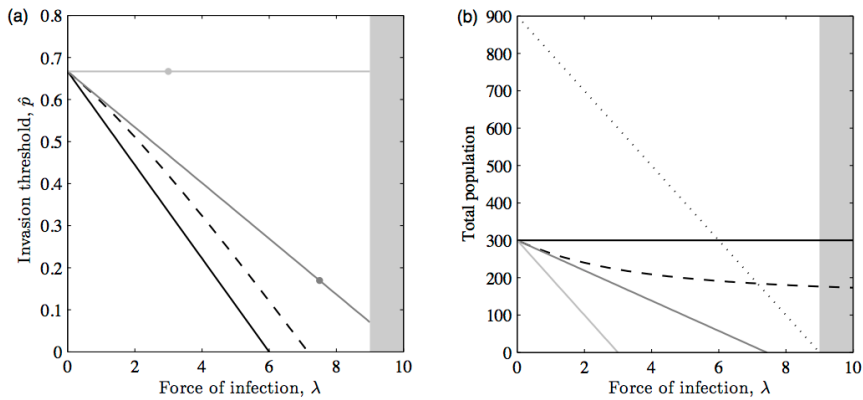 (a)
0.8
0.7
0.6
0.5
0.4
0.3
0.2
0.1
0
Invasion threshold, p̂
0 2 4 6 8 10
Force of infection, λ
(b)
900
800
700
600
500
400
300
200
100
0
Total population
0 2 4 6 8 10
Force of infection, λ